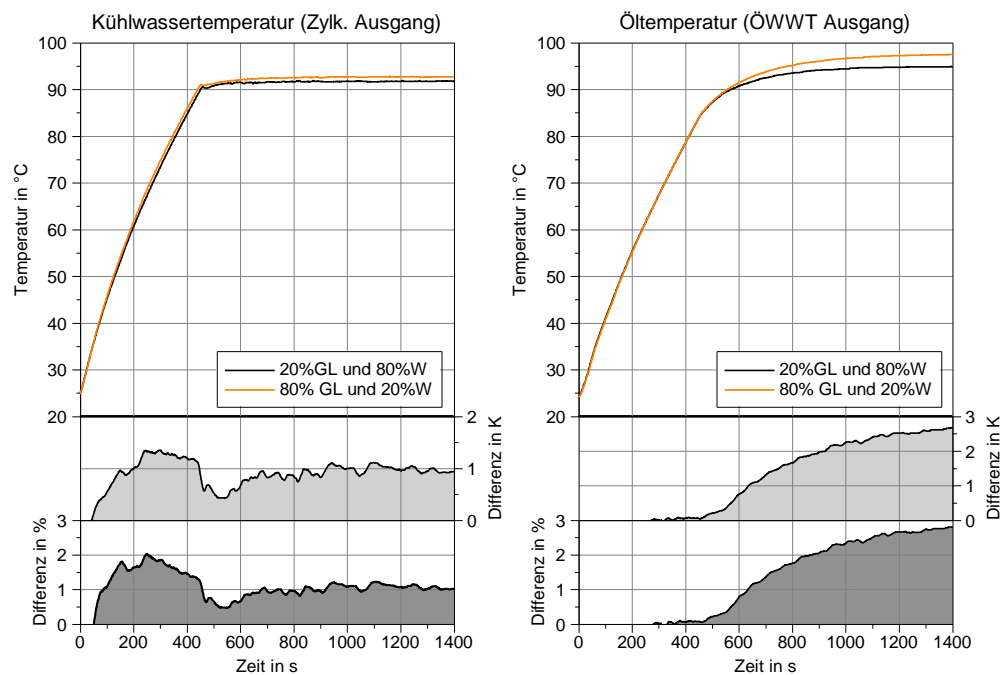 Kühlwassertemperatur (Zylk. Ausgang)
100
90
80
70
60
50
40
30
20
Temperatur in °C
20%GL und 80%W
80% GL und 20%W
2
1
0
Differenz in K
3
2
1
0
Differenz in %
0 200 400 600 800 1000 1200 1400
Zeit in s
Öltemperatur (ÖWWT Ausgang)
100
90
80
70
60
50
40
30
20
Temperatur in °C
20%GL und 80%W
80% GL und 20%W
3
2
1
0
Differenz in K
3
2
1
0
Differenz in %
0 200 400 600 800 1000 1200 1400
Zeit in s